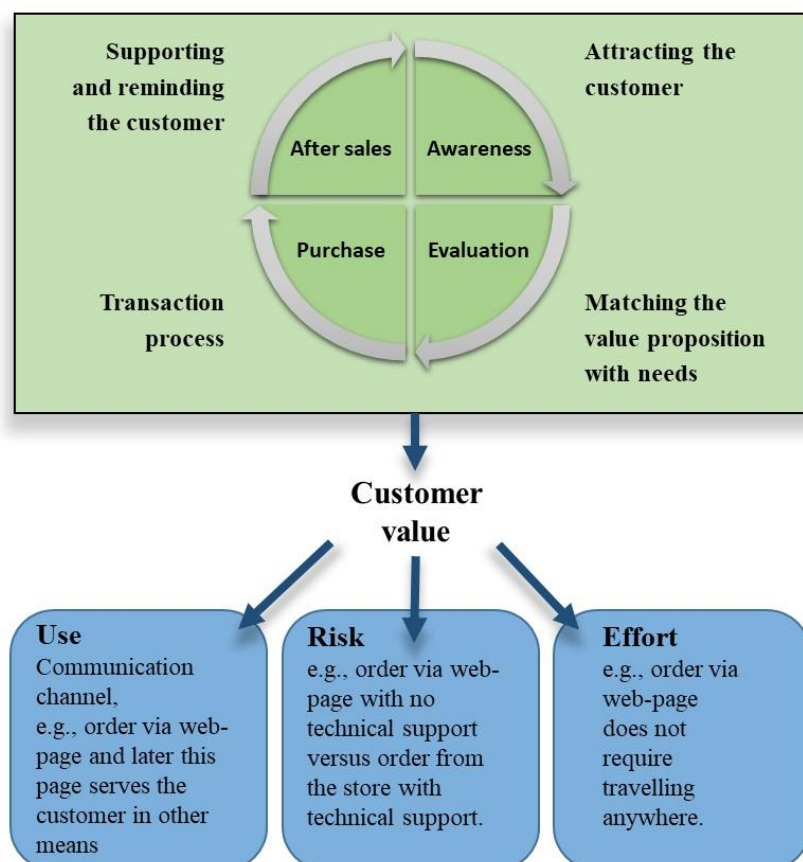 Supporting
and reminding
the customer
Attracting the
customer
After sales
Awareness
Purchase
Evaluation
Transaction
process
Matching the
value proposition
with needs
Customer
value
Use
Communication
channel,
e.g., order via web-
page and later this
page serves the
customer in other
means
Risk
e.g., order via web-
page with no
technical support
versus order from
the store with
technical support.
Effort
e.g., order via
web-page
does not
require
travelling
anywhere.